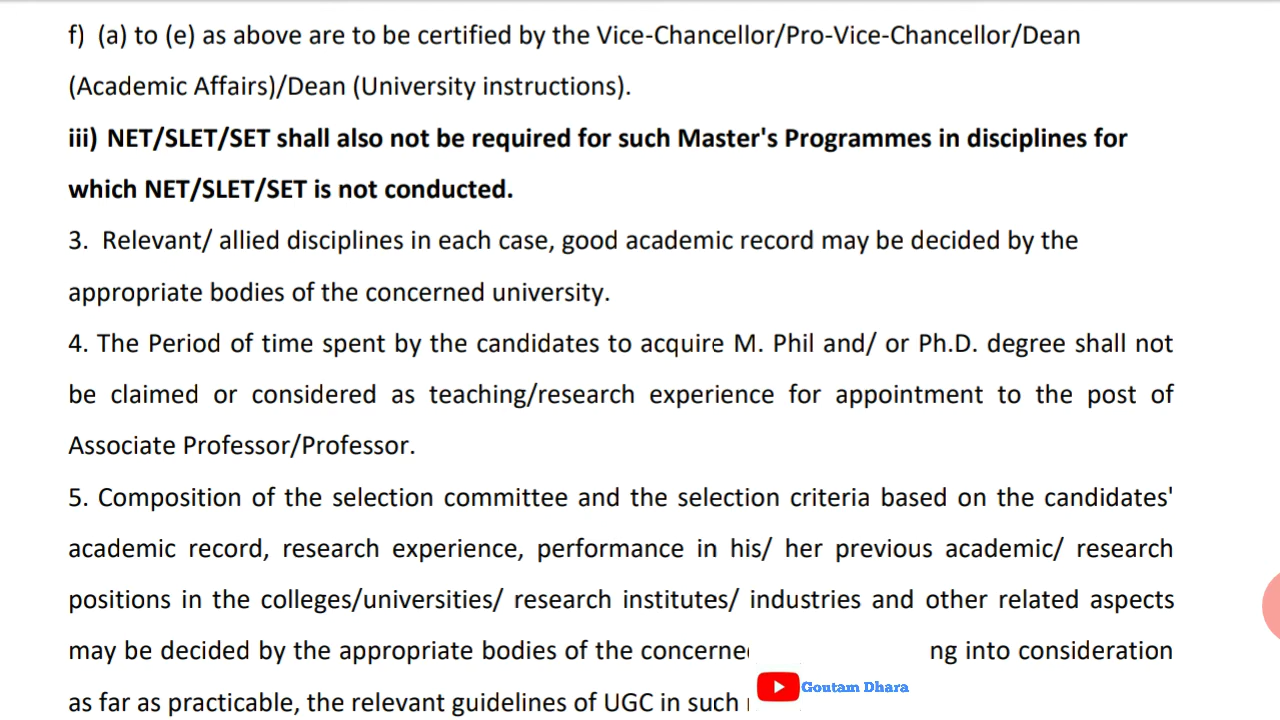 f) (a) to (e) as above are to be certified by the Vice-Chancellor/Pro-Vice-Chancellor/Dean
(Academic Affairs)/Dean (University instructions).
iii) NET/SLET/SET shall also not be required for such Master's Programmes in disciplines for
which NET/SLET/SET is not conducted.
3. Relevant/ allied disciplines in each case, good academic record may be decided by the
appropriate bodies of the concerned university.
4. The Period of time spent by the candidates to acquire M. Phil and/ or Ph.D. degree shall not
be claimed or considered as teaching/research experience for appointment to the post of
Associate Professor/Professor.
5. Composition of the selection committee and the selection criteria based on the candidates'
academic record, research experience, performance in his/ her previous academic/ research
positions in the colleges/universities/ research institutes/ industries and other related aspects
may be decided by the appropriate bodies of the ng into consideration
as far as practicable, the relevant guidelines of UGC in such
Goutam Dhara